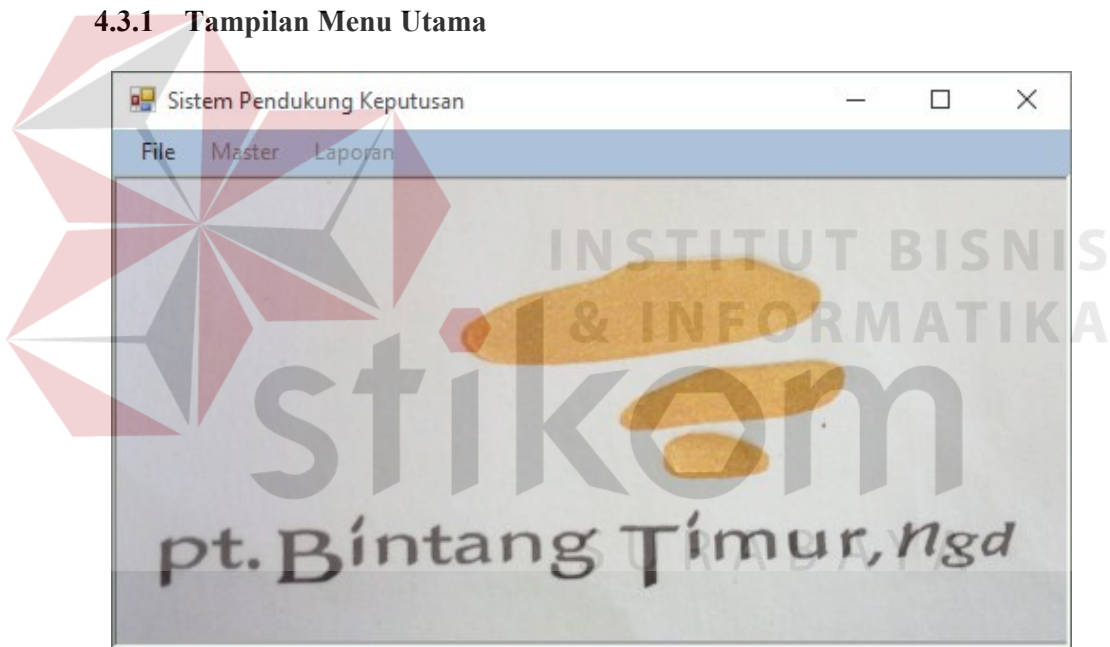 4.3.1 Tampilan Menu Utama
Sistem Pendukung Keputusan
File Master Laporan
INSTITUT BISNIS
& INFORMATIKA
stikom
SURABAYA
pt. Bintang Timur, ngd